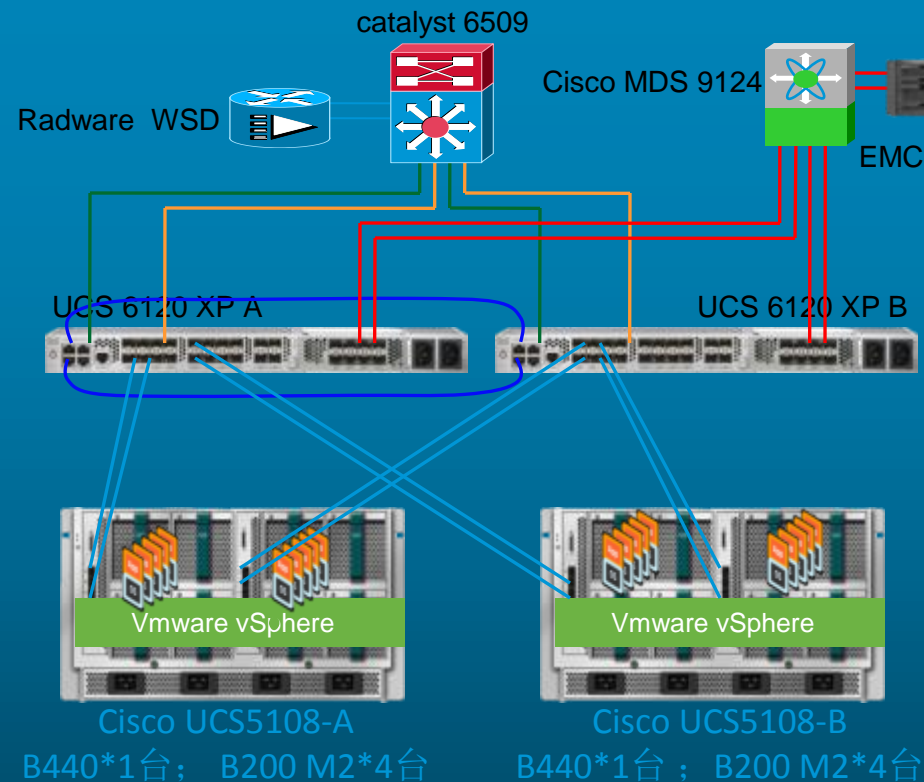 catalyst 6509
Cisco MDS 9124
Radware WSD
EMC
UCS 6120 XP A
UCS 6120 XP B
Vmware vSphere
Vmware vSphere
Cisco UCS5108-A
Cisco UCS5108-B
B440*1台； B200 M2*4台
B440*1台 ；B200 M2*4台